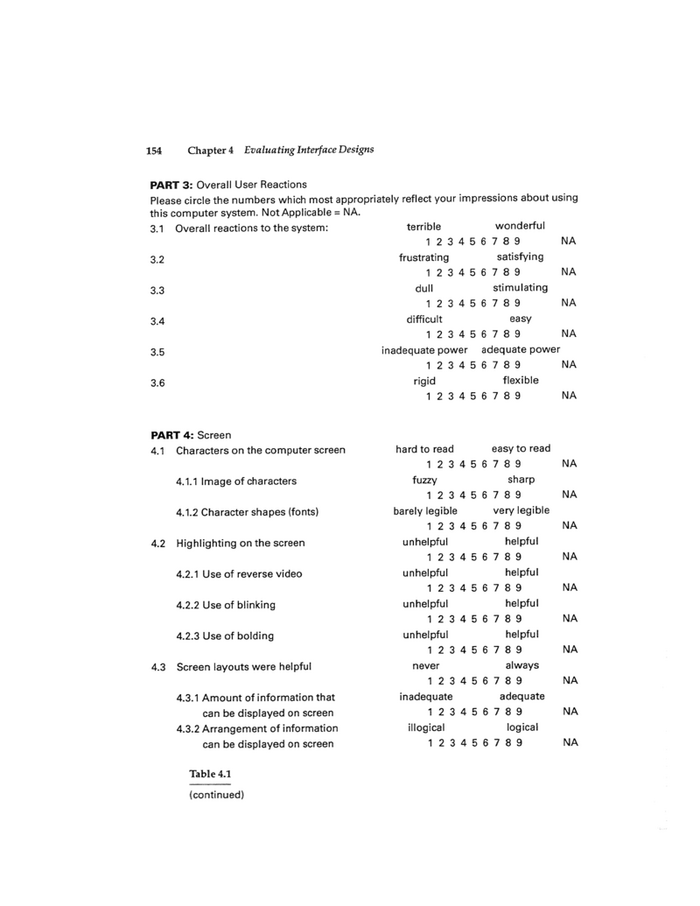 154 Chapter 4 Evaluating Interface Designs
PART 3: Overall User Reactions
Please circle the numbers which most appropriately reflect your impressions about using
this computer system. Not Applicable = NA.
3.1 Overall reactions to the system: terrible wonderful
1 2 3 4 5 6 7 8 9 NA
3.2 frustrating satisfying
1 2 3 4 5 6 7 8 9 NA
3.3 dull stimulating
1 2 3 4 5 6 7 8 9 NA
3.4 difficult easy
1 2 3 4 5 6 7 8 9 NA
3.5 inadequate power adequate power
1 2 3 4 5 6 7 8 9 NA
3.6 rigid flexible
1 2 3 4 5 6 7 8 9 NA
PART 4: Screen
4.1 Characters on the computer screen hard to read easy to read
1 2 3 4 5 6 7 8 9 NA
4.1.1 Image of characters fuzzy sharp
1 2 3 4 5 6 7 8 9 NA
4.1.2 Character shapes (fonts) barely legible very legible
1 2 3 4 5 6 7 8 9 NA
4.2 Highlighting on the screen unhelpful helpful
1 2 3 4 5 6 7 8 9 NA
4.2.1 Use of reverse video unhelpful helpful
1 2 3 4 5 6 7 8 9 NA
4.2.2 Use of blinking unhelpful helpful
1 2 3 4 5 6 7 8 9 NA
4.2.3 Use of bolding unhelpful helpful
1 2 3 4 5 6 7 8 9 NA
4.3 Screen layouts were helpful never always
1 2 3 4 5 6 7 8 9 NA
4.3.1 Amount of information that inadequate adequate
can be displayed on screen 1 2 3 4 5 6 7 8 9 NA
4.3.2 Arrangement of information illogical logical
can be displayed on screen 1 2 3 4 5 6 7 8 9 NA
Table 4.1
(continued)